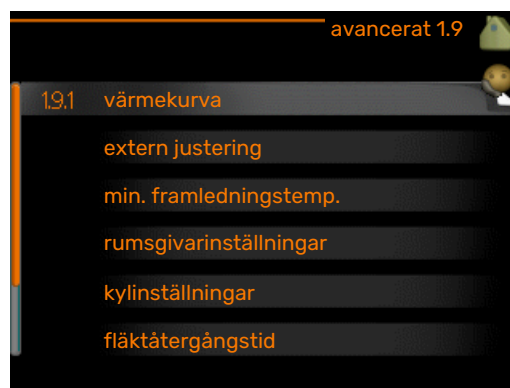 avancerat 1.9
1.9.1 värmekurva
extern justering
min. framledningstemp.
rumsgivarinställningar
kylinställningar
fläktåtergångstid